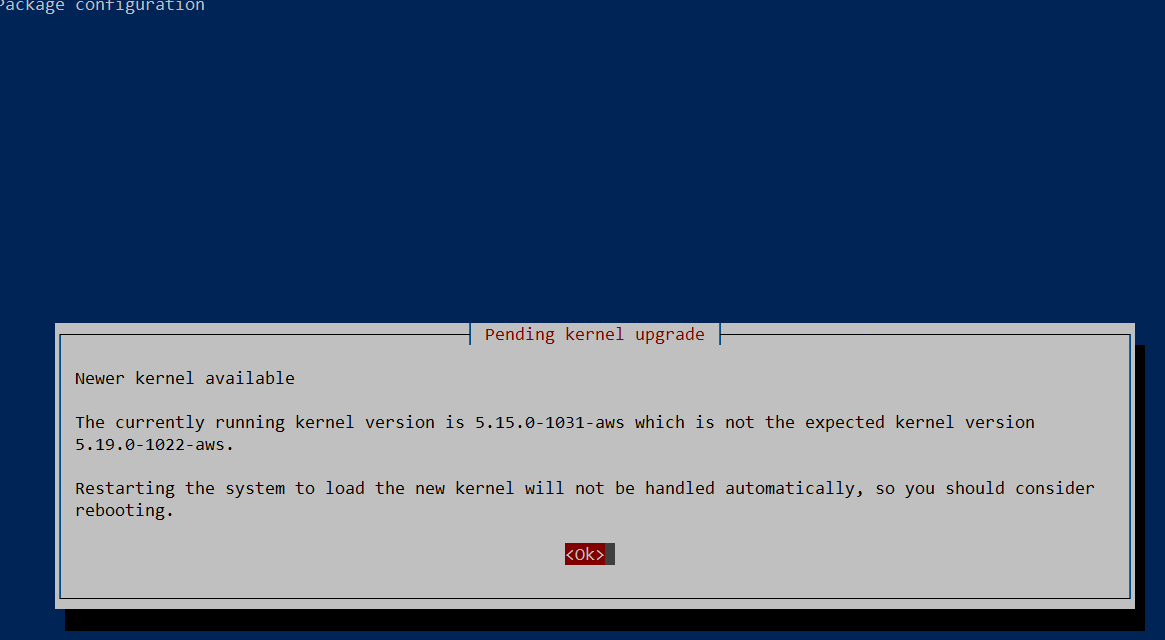 Package configuration
Pending kernel upgrade
Newer kernel available
The currently running kernel version is 5.15.0-1031-aws which is not the expected kernel version
5.19.0-1022-aws.
Restarting the system to load the new kernel will not be handled automatically, so you should consider
rebooting.
<Ok>